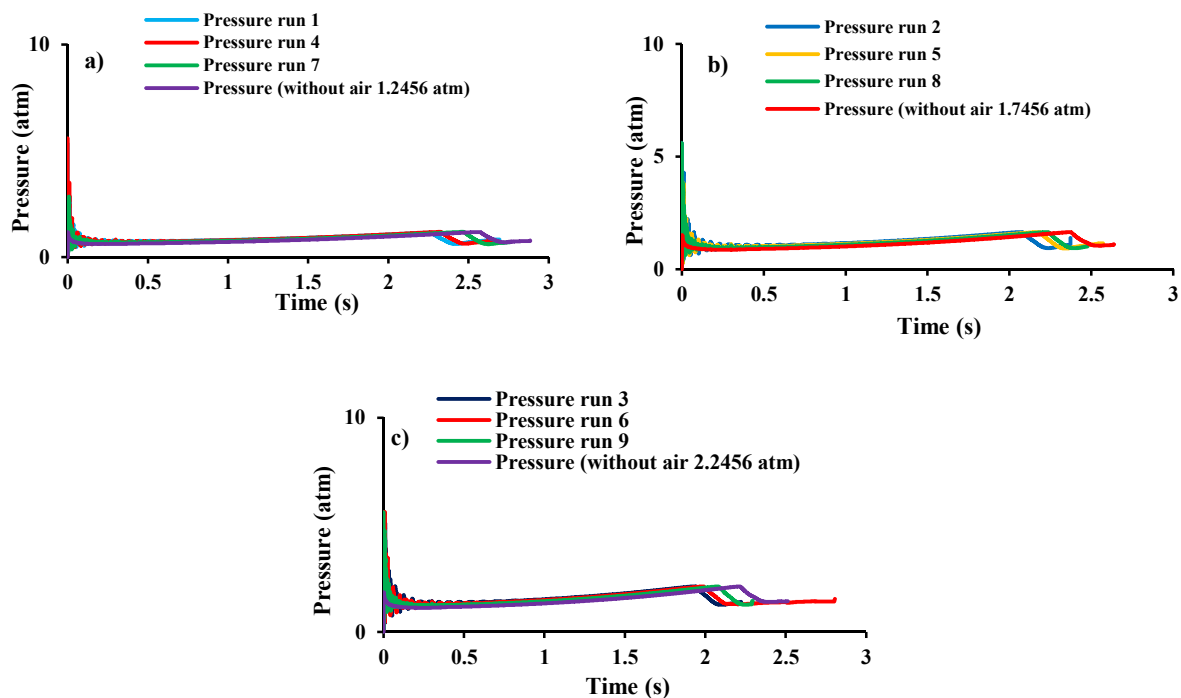 a)
Pressure run 1
Pressure run 4
Pressure run 7
Pressure (without air 1.2456 atm)
Pressure (atm)
10
0
0 0.5 1 1.5 2 2.5 3
Time (s)
b)
Pressure run 2
Pressure run 5
Pressure run 8
Pressure (without air 1.7456 atm)
Pressure (atm)
10
5
0
0 0.5 1 1.5 2 2.5 3
Time (s)
c)
Pressure run 3
Pressure run 6
Pressure run 9
Pressure (without air 2.2456 atm)
Pressure (atm)
10
0
0 0.5 1 1.5 2 2.5 3
Time (s)